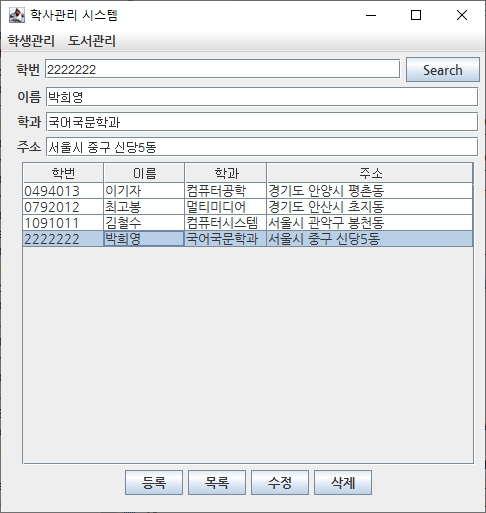 학사관리 시스템
학생관리 도서관리
학번 2222222 Search
이름 박희영
학과 국어국문학과
주소 서울시 중구 신당5동
학번 이름 학과 주소
0494013 이기자 컴퓨터공학 경기도 안양시 평촌동
0792012 최고봉 멀티미디어 경기도 안산시 초지동
1091011 김철수 컴퓨터시스템 서울시 관악구 봉천동
2222222 박희영 국어국문학과 서울시 중구 신당5동
등록 목록 수정 삭제